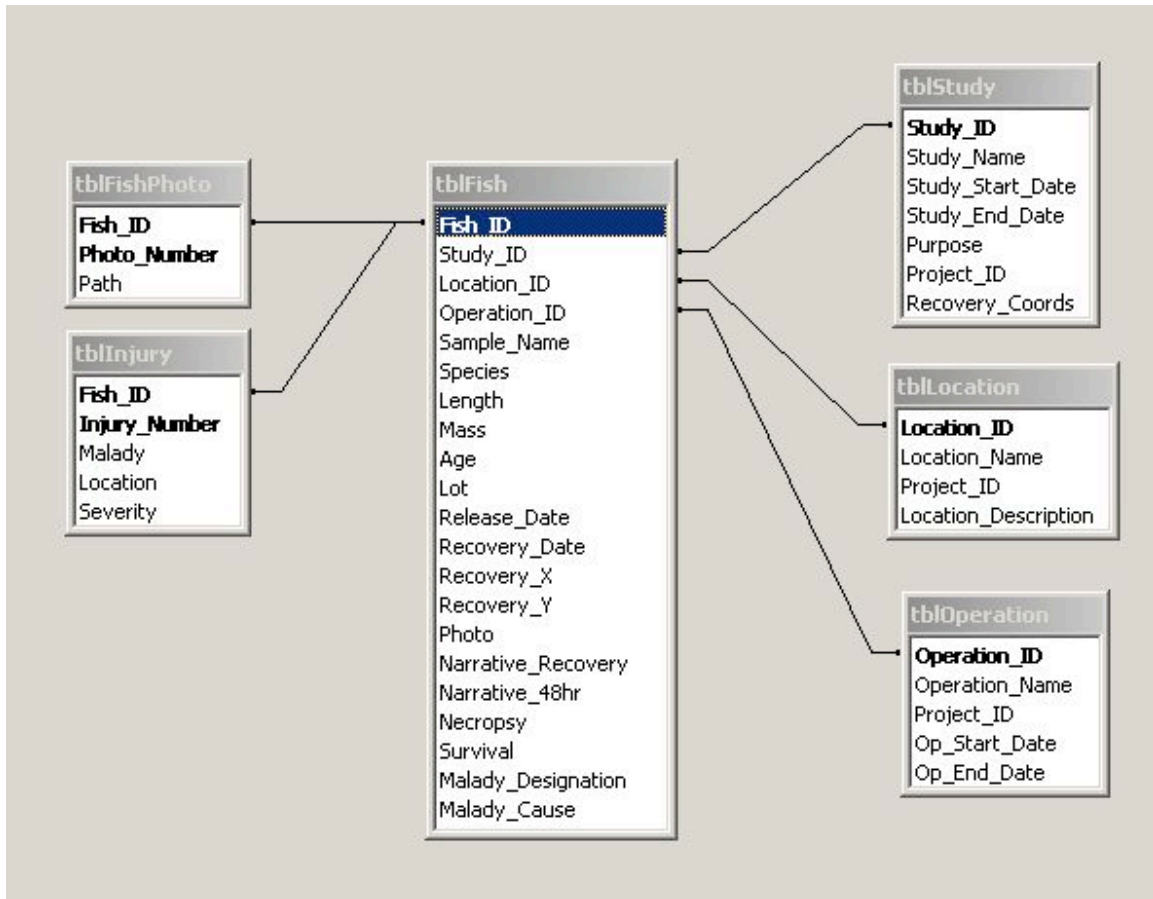 tblFishPhoto
Fish_ID
Photo_Number
Path
tblInjury
Fish_ID
Injury_Number
Malady
Location
Severity
tblFish
Fish_ID
Study_ID
Location_ID
Operation_ID
Sample_Name
Species
Length
Mass
Age
Lot
Release_Date
Recovery_Date
Recovery_X
Recovery_Y
Photo
Narrative_Recovery
Narrative_48hr
Necropsy
Survival
Malady_Designation
Malady_Cause
tblStudy
Study_ID
Study_Name
Study_Start_Date
Study_End_Date
Purpose
Project_ID
Recovery_Coords
tblLocation
Location_ID
Location_Name
Project_ID
Location_Description
tblOperation
Operation_ID
Operation_Name
Project_ID
Op_Start_Date
Op_End_Date